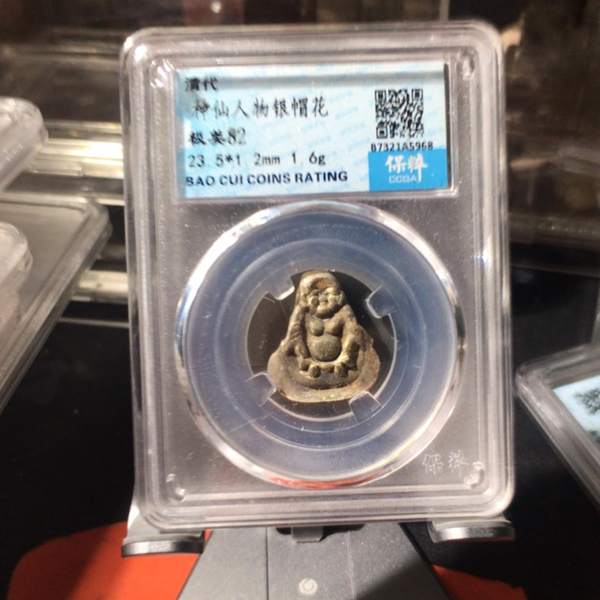 清代
神仙人物银帽花
极美82
23.5*1.2mm 1.6g
BAO CUI COINS RATING
B7321A5968
保粹
CCGA
保粹